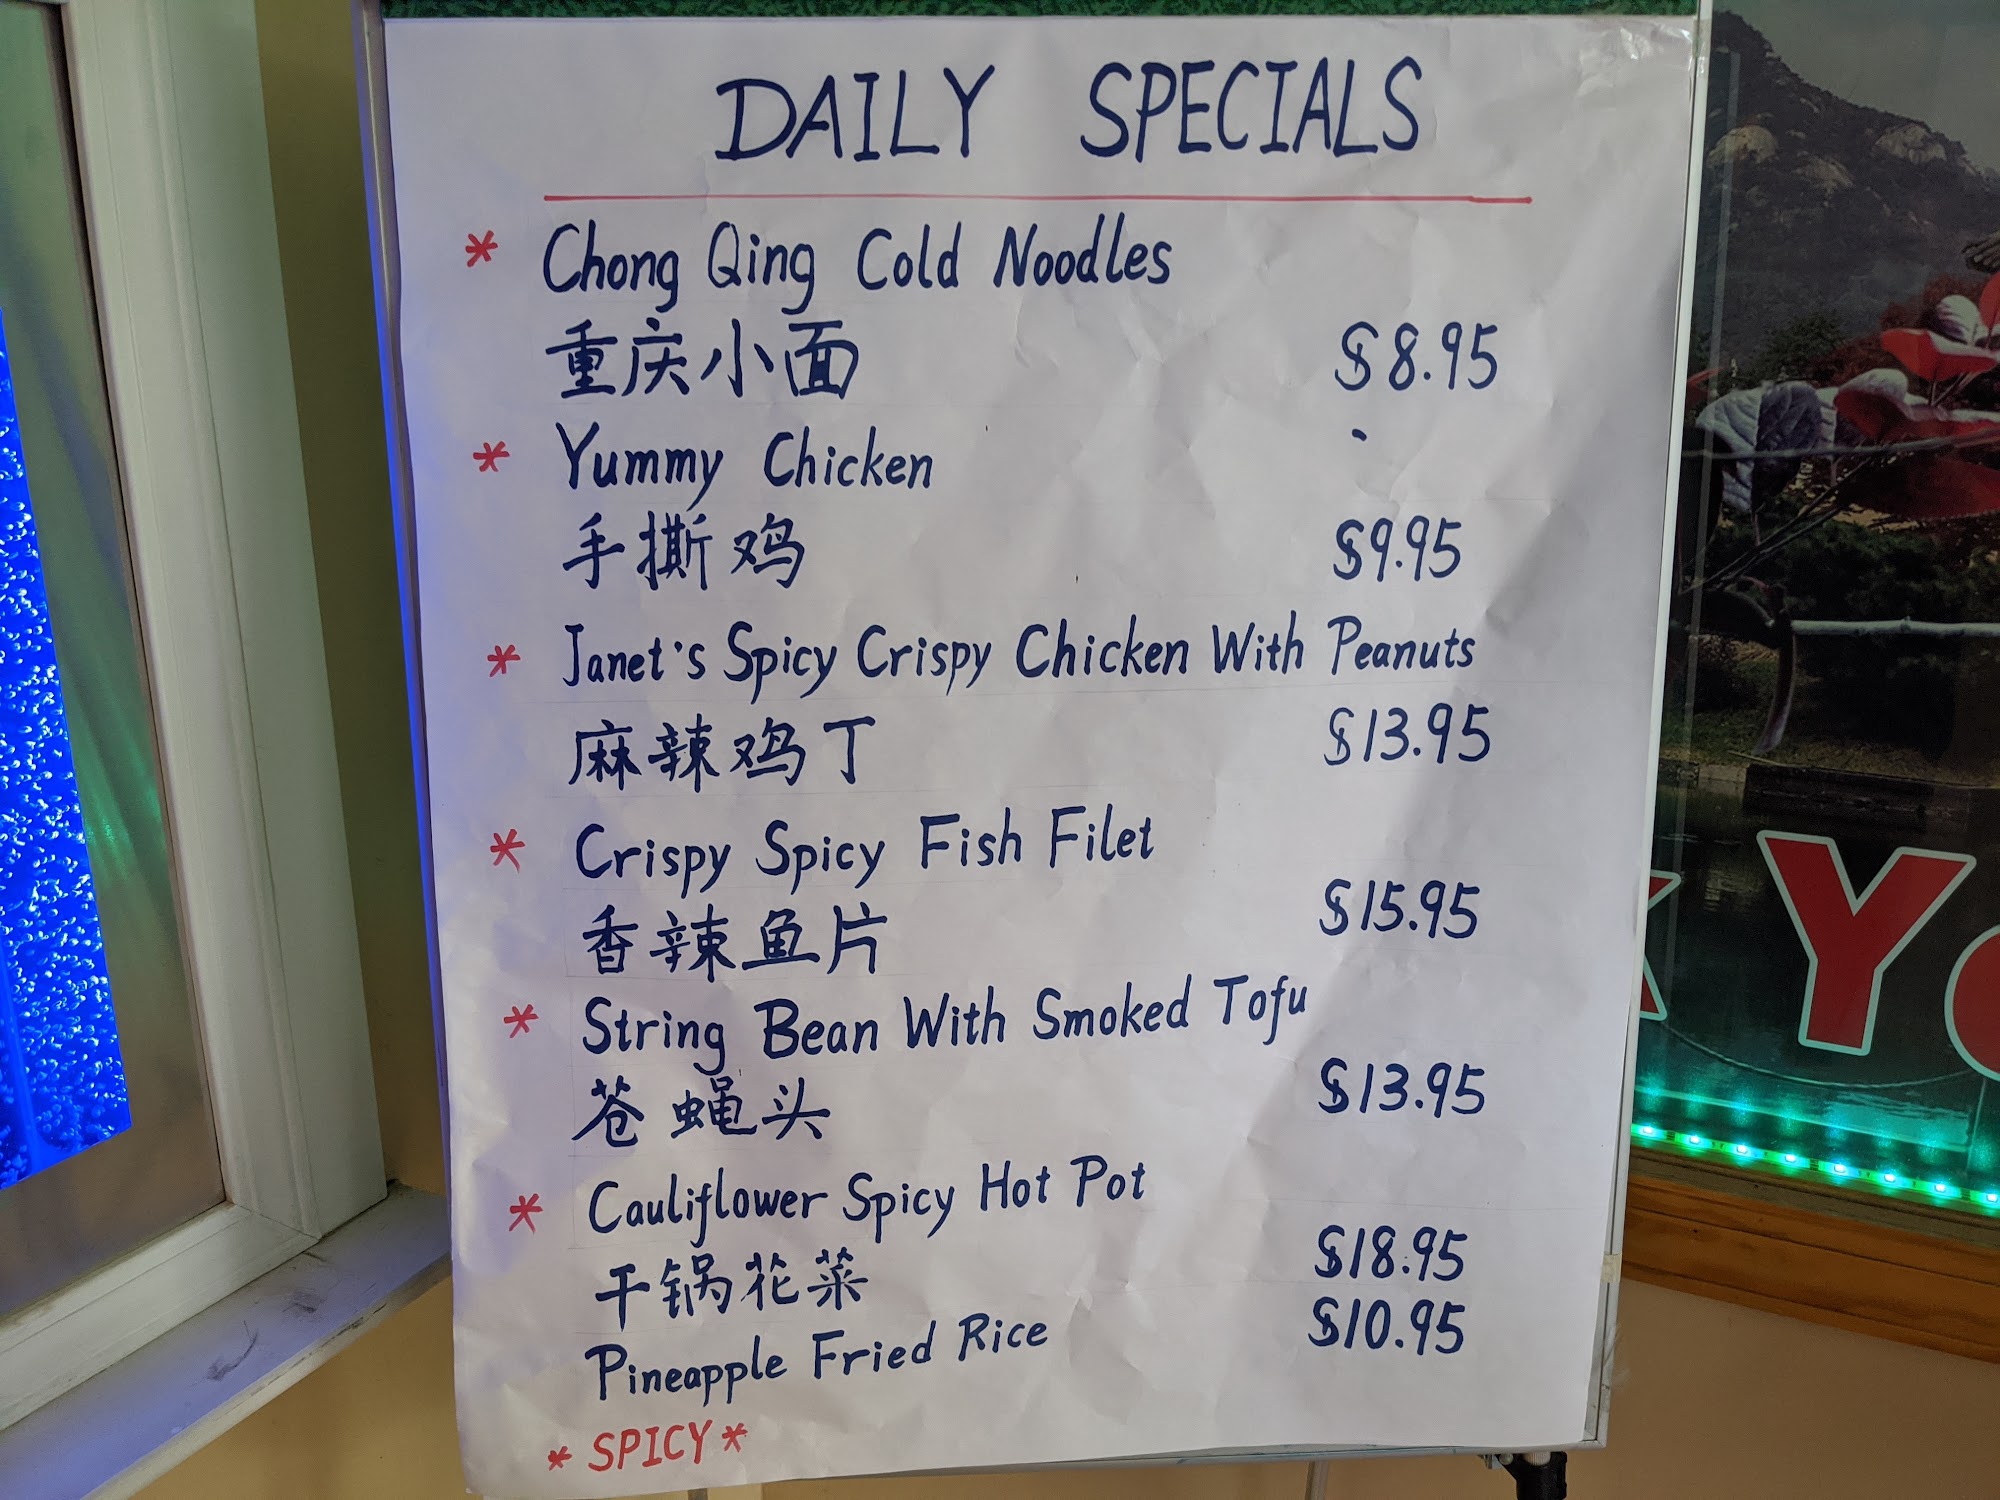 DAILY SPECIALS
* Chong Qing Cold Noodles
重庆小面 $8.95
* Yummy Chicken
手撕鸡 $9.95
* Janet's Spicy Crispy Chicken With Peanuts
麻辣鸡丁 $13.95
* Crispy Spicy Fish Filet
香辣鱼片 $15.95
* String Bean With Smoked Tofu
苍蝇头 $13.95
* Cauliflower Spicy Hot Pot
干锅花菜 $18.95
Pineapple Fried Rice $10.95
* SPICY *